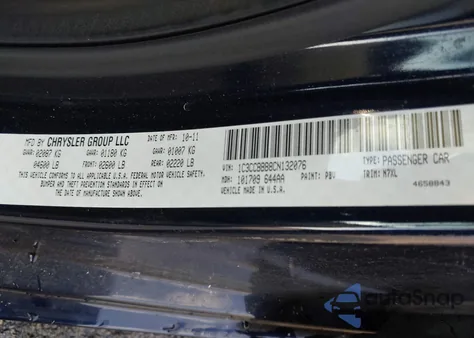 MFD BY CHRYSLER GROUP LLC DATE OF MFR 10-11
GVWR 02087 KG GAWR 01180 KG GAWR 01007 KG
04600 LB FRONT 02600 LB REAR 02220 LB
THIS VEHICLE CONFORMS TO ALL APPLICABLE U.S.A. FEDERAL MOTOR VEHICLE SAFETY,
BUMPER AND THEFT PREVENTION STANDARDS IN EFFECT ON
THE DATE OF MANUFACTURE SHOWN ABOVE.
VIN: 1C3CCBBB8CN132076 TYPE: PASSENGER CAR
MDH: 101709 644AA PAINT: PBV TRIM: M7XL
VEHICLE MADE IN U.S.A. 4658843
autoSnap